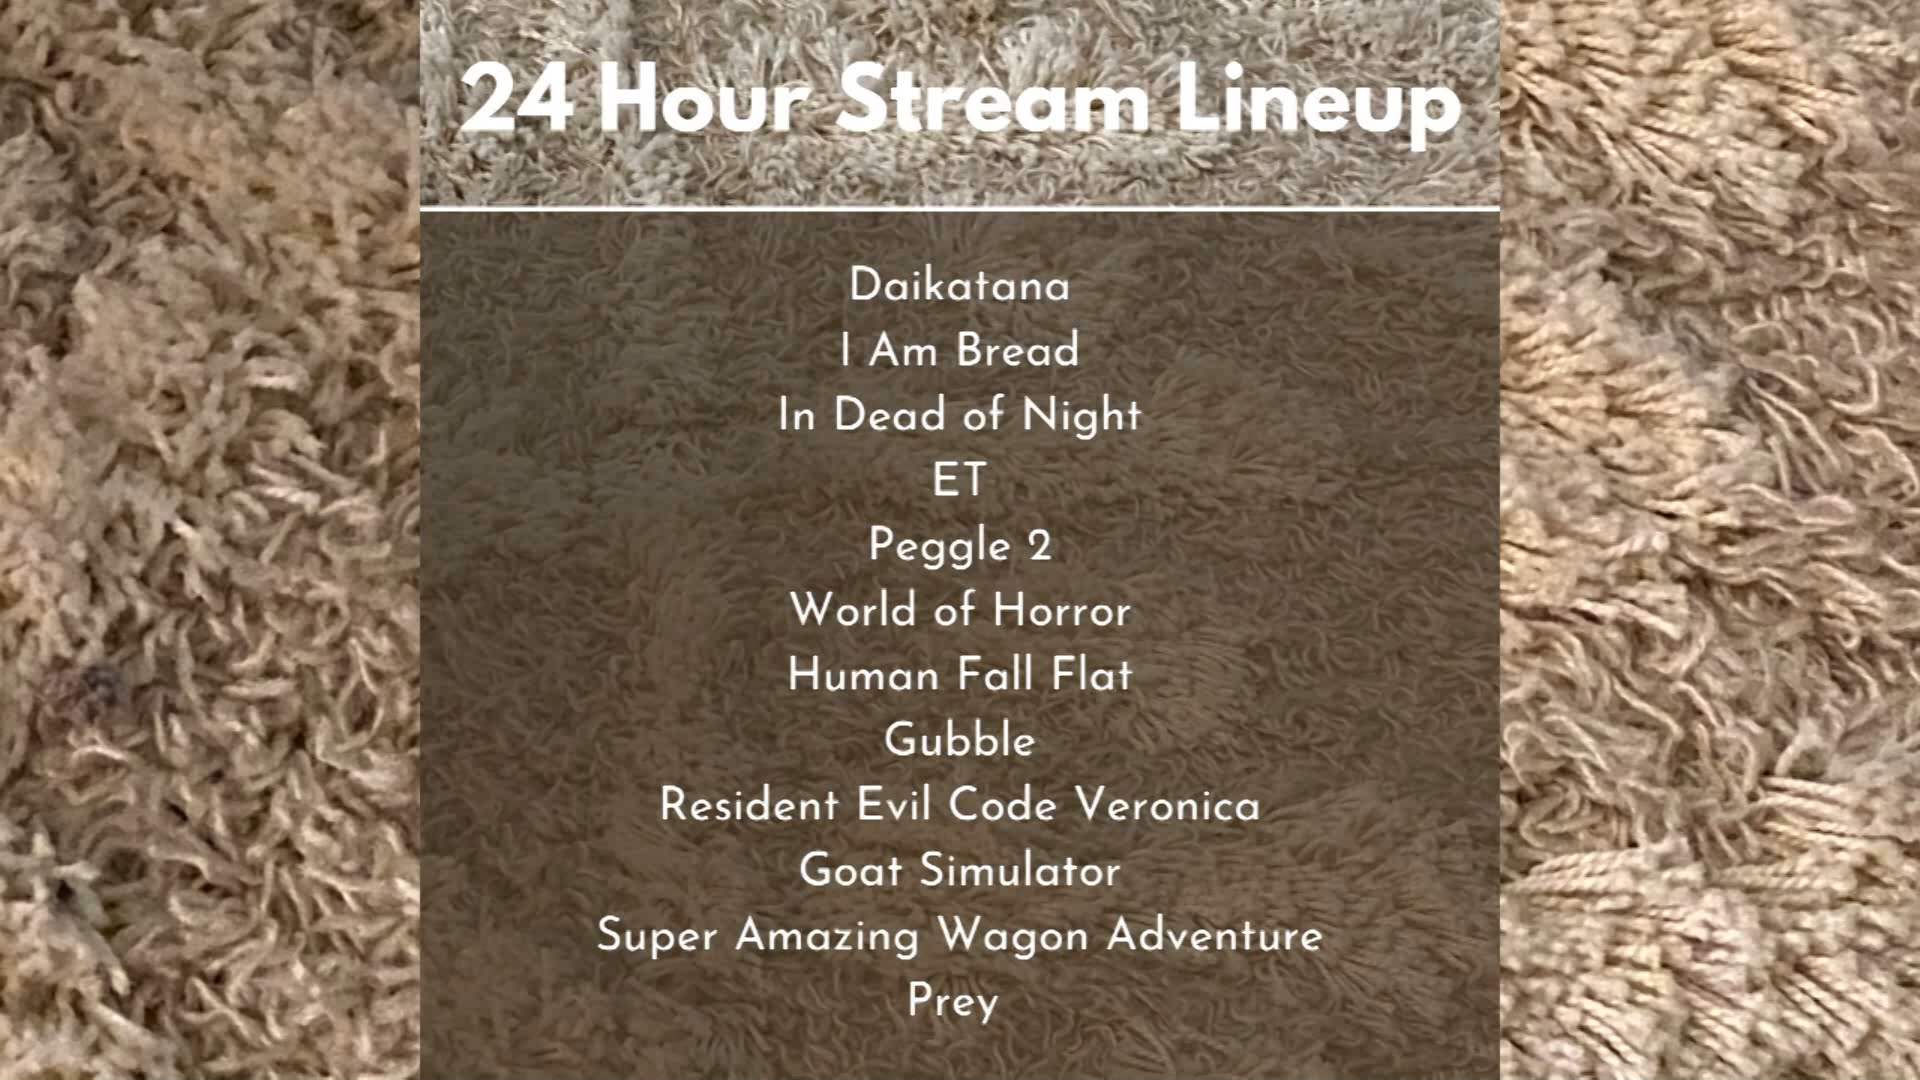 24 Hour Stream Lineup
Daikatana
I Am Bread
In Dead of Night
ET
Peggle 2
World of Horror
Human Fall Flat
Gubble
Resident Evil Code Veronica
Goat Simulator
Super Amazing Wagon Adventure
Prey